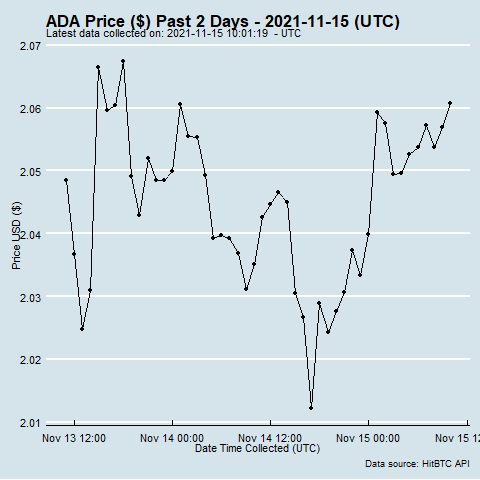 ADA Price ($) Past 2 Days - 2021-11-15 (UTC)
Latest data collected on: 2021-11-15 10:01:19 - UTC
2.07
2.06
2.05
2.04
2.03
2.02
2.01
Price USD ($)
Nov 13 12:00 Nov 14 00:00 Nov 14 12:00 Nov 15 00:00 Nov 15 12
Date Time Collected (UTC)
Data source: HitBTC API